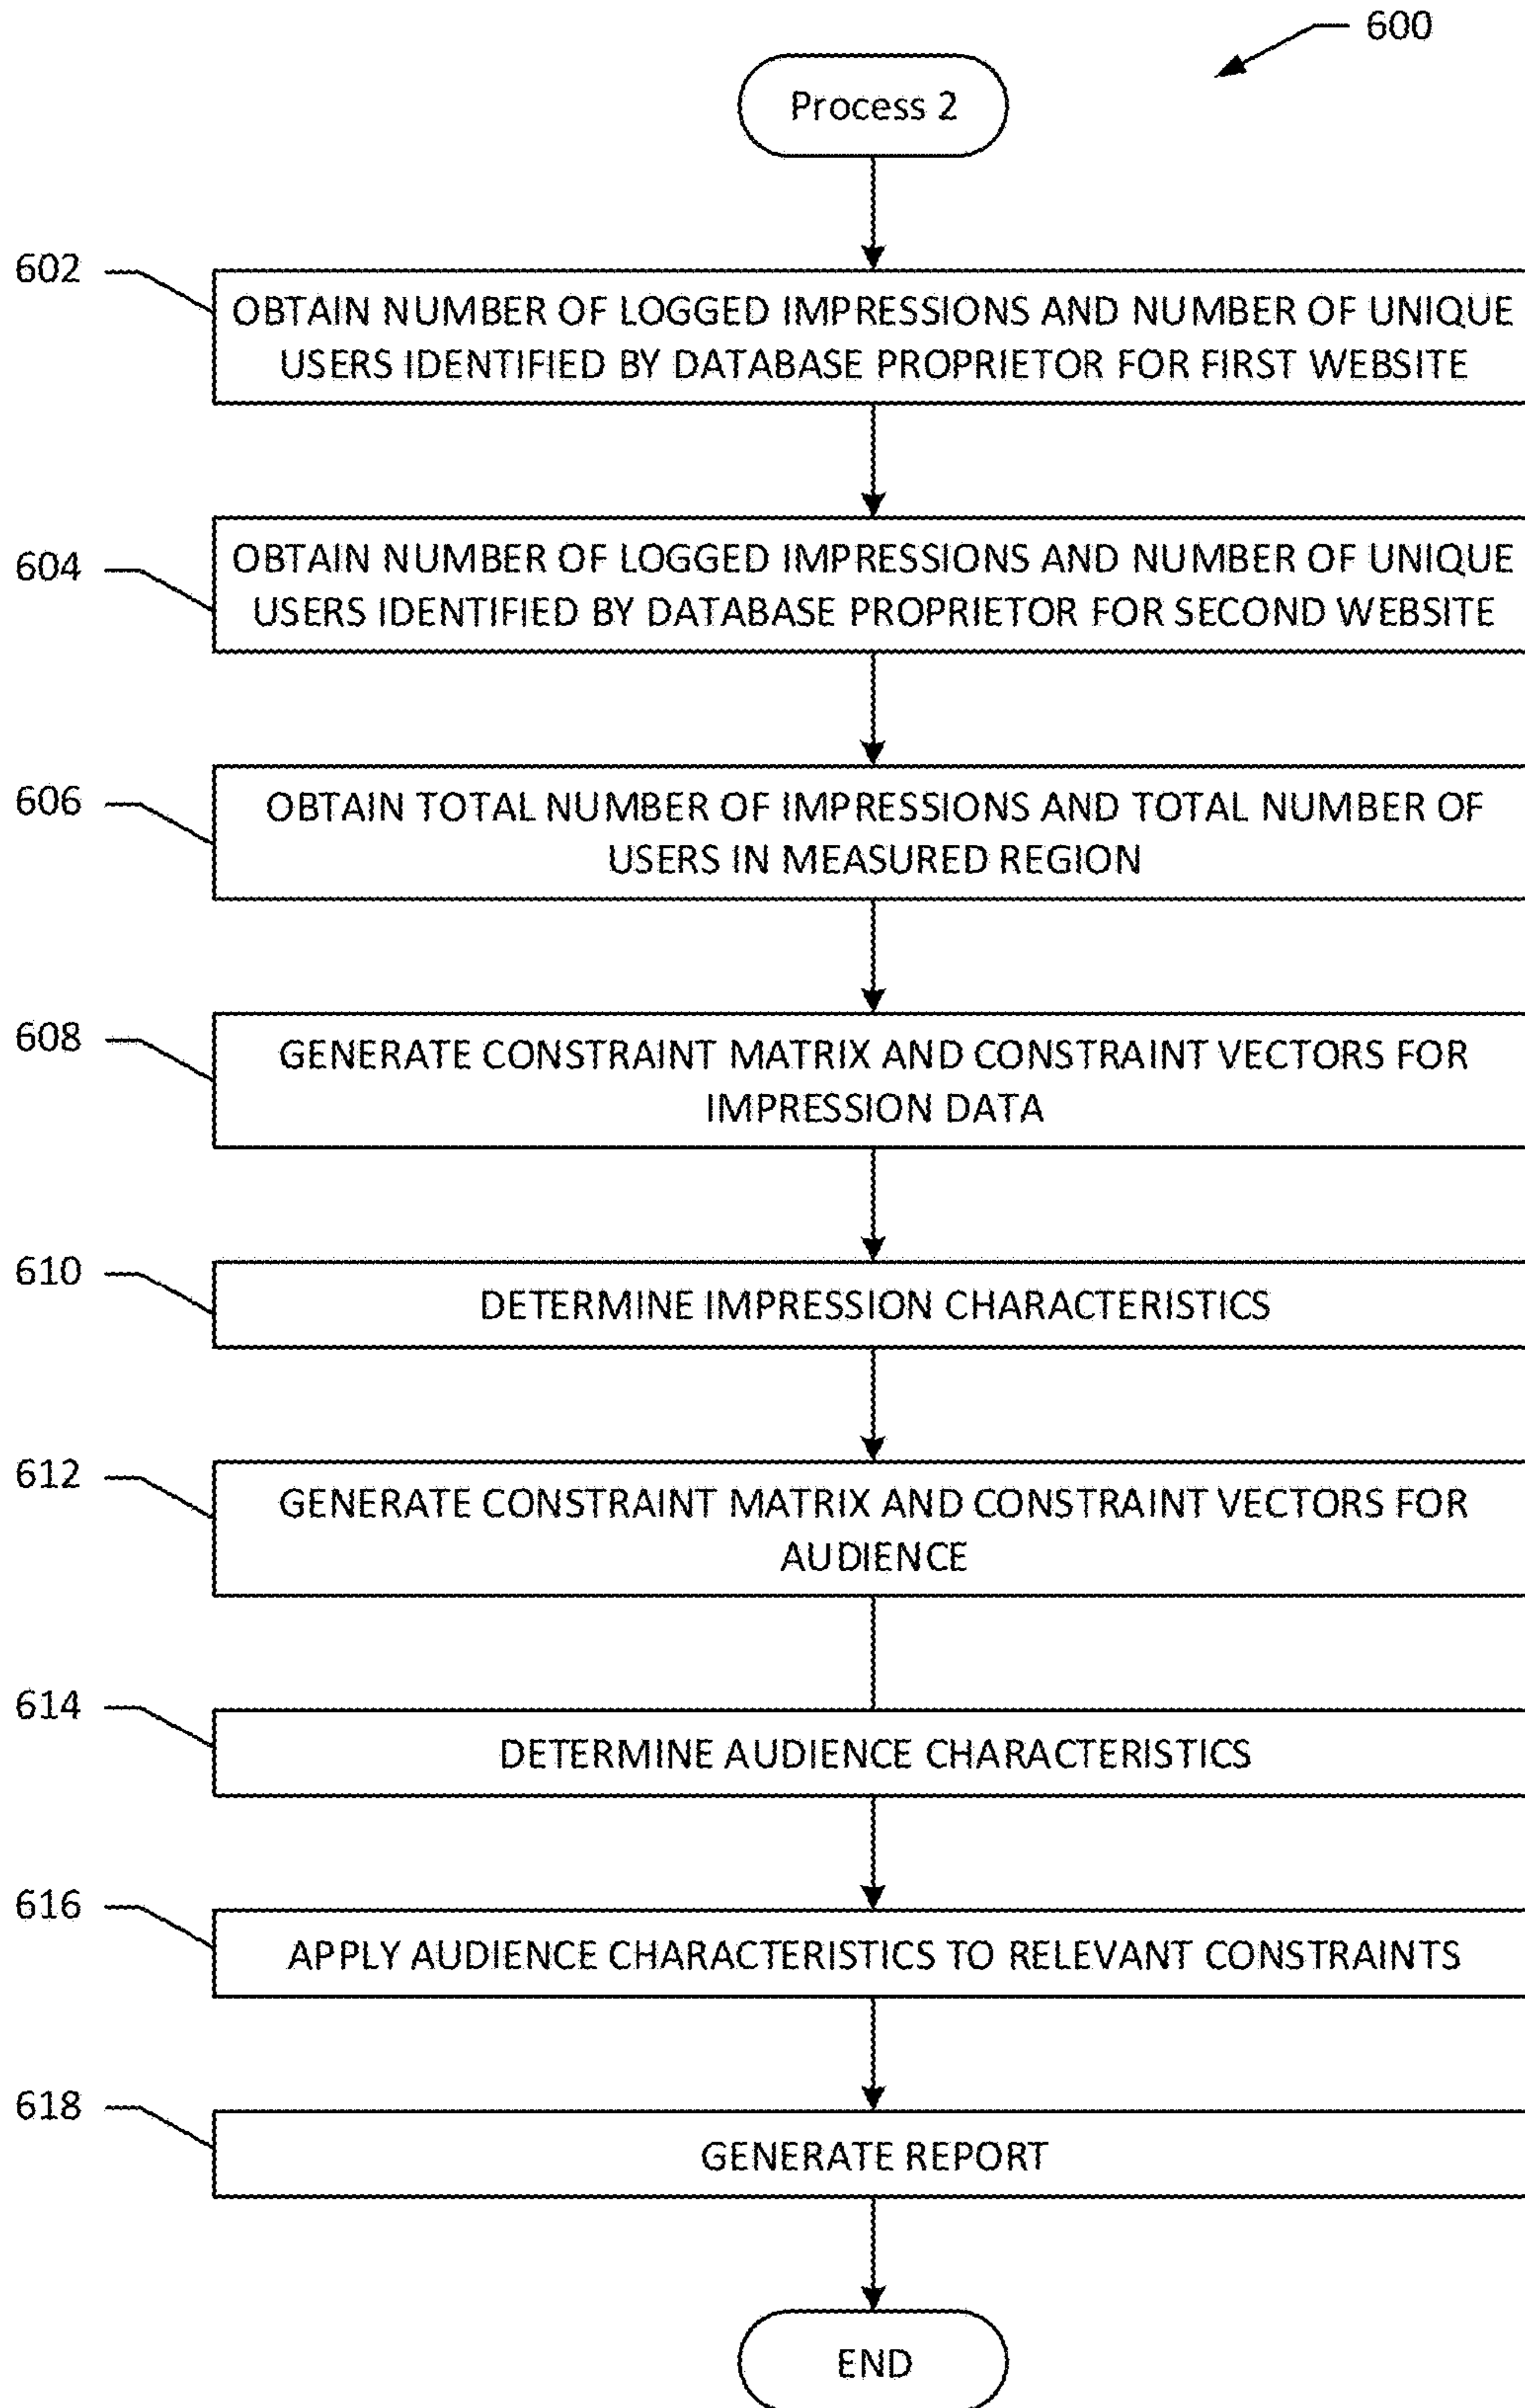 600
Process 2
602
OBTAIN NUMBER OF LOGGED IMPRESSIONS AND NUMBER OF UNIQUE
USERS IDENTIFIED BY DATABASE PROPRIETOR FOR FIRST WEBSITE
604
OBTAIN NUMBER OF LOGGED IMPRESSIONS AND NUMBER OF UNIQUE
USERS IDENTIFIED BY DATABASE PROPRIETOR FOR SECOND WEBSITE
606
OBTAIN TOTAL NUMBER OF IMPRESSIONS AND TOTAL NUMBER OF
USERS IN MEASURED REGION
608
GENERATE CONSTRAINT MATRIX AND CONSTRAINT VECTORS FOR
IMPRESSION DATA
610
DETERMINE IMPRESSION CHARACTERISTICS
612
GENERATE CONSTRAINT MATRIX AND CONSTRAINT VECTORS FOR
AUDIENCE
614
DETERMINE AUDIENCE CHARACTERISTICS
616
APPLY AUDIENCE CHARACTERISTICS TO RELEVANT CONSTRAINTS
618
GENERATE REPORT
END